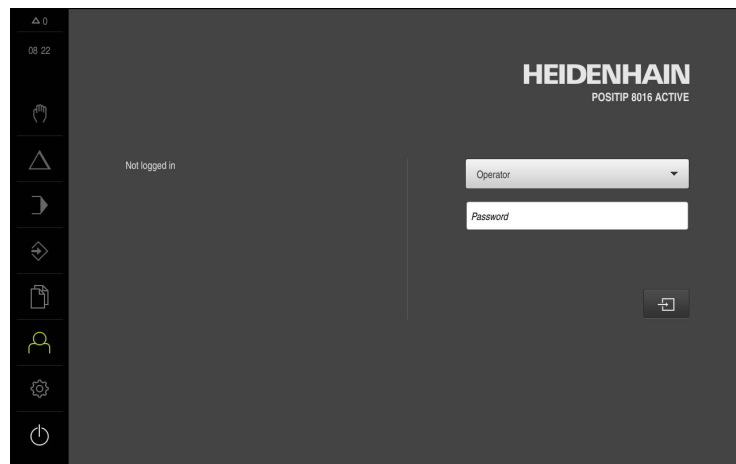 0
08 22
HEIDENHAIN
POSITIP 8016 ACTIVE
Not logged in
Operator
Password